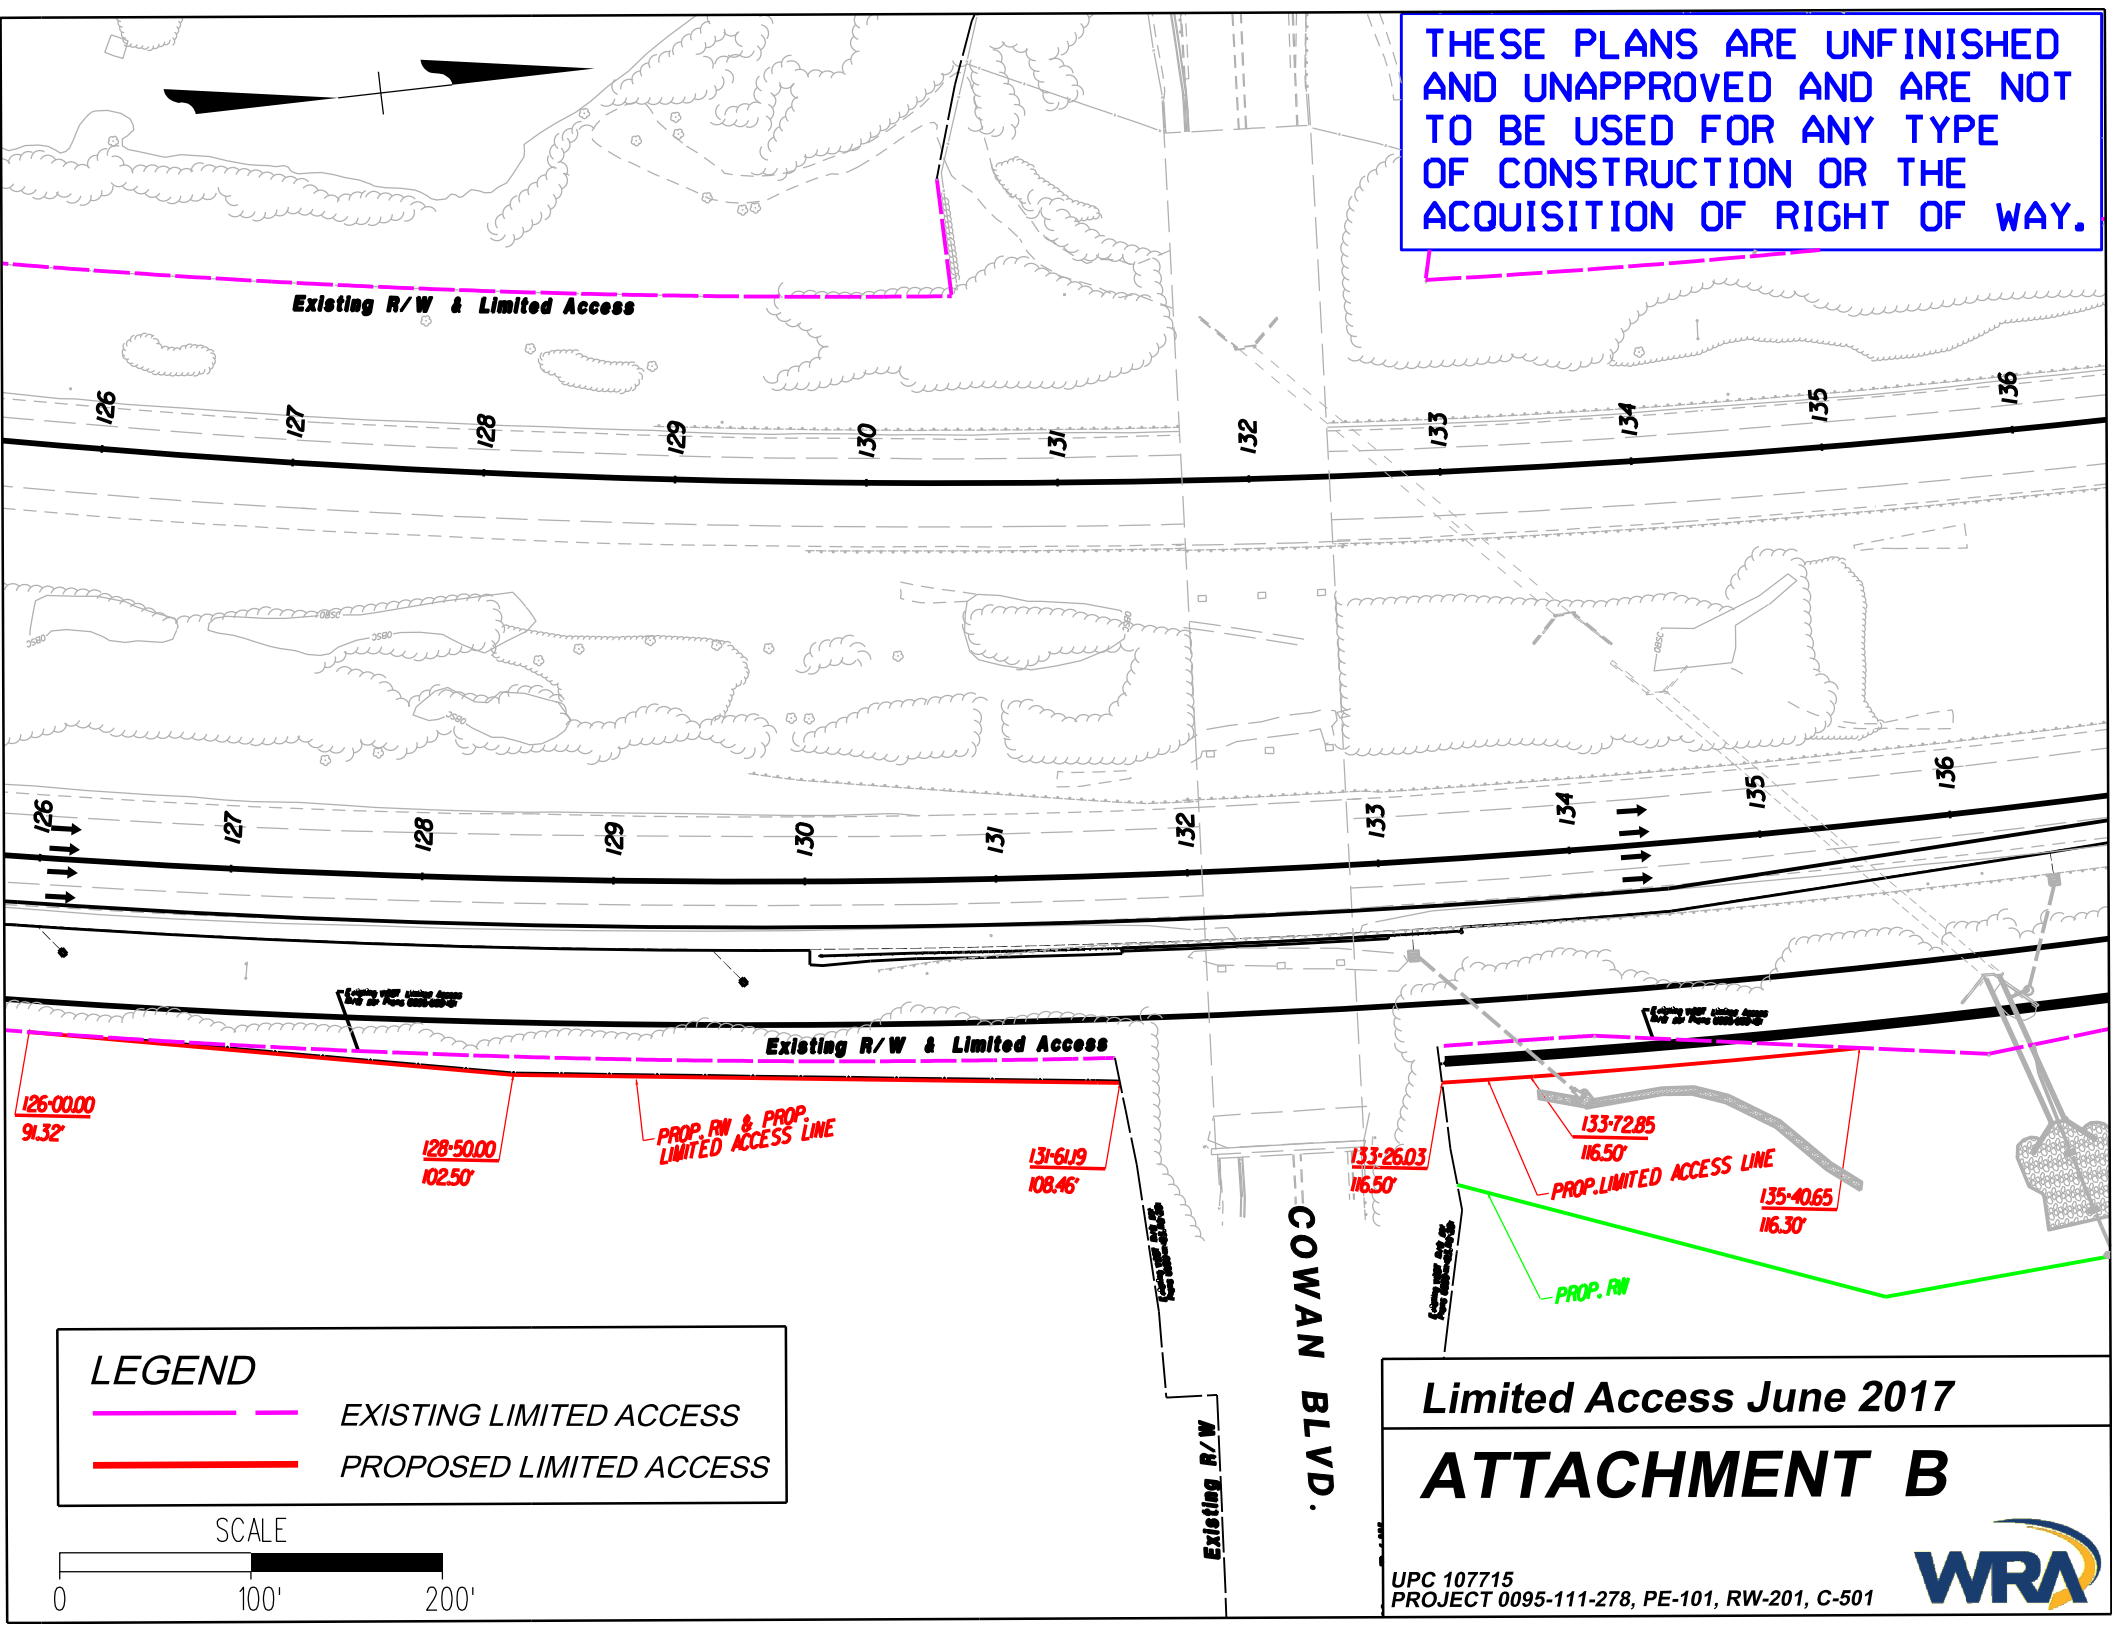 THESE PLANS ARE UNFINISHED
AND UNAPPROVED AND ARE NOT
TO BE USED FOR ANY TYPE
OF CONSTRUCTION OR THE
ACQUISITION OF RIGHT OF WAY.
Existing R/W & Limited Access
126 127 128 129 130 131 132 133 134 135 136
OBSC OBSC OBSC OBSC OBSC OBSC
126 127 128 129 130 131 132 133 134 135 136
Existing R/W & Limited Access
126+00.00
91.32'
128+50.00
102.50'
PROP. RW & PROP.
LIMITED ACCESS LINE
131+61.19
108.46'
133+26.03
116.50'
133+72.85
116.50'
PROP. LIMITED ACCESS LINE
135+40.65
116.30'
PROP. RW
COWAN BLVD.
Existing R/W
LEGEND
EXISTING LIMITED ACCESS
PROPOSED LIMITED ACCESS
SCALE
0 100' 200'
Limited Access June 2017
ATTACHMENT B
UPC 107715
PROJECT 0095-111-278, PE-101, RW-201, C-501
WRA